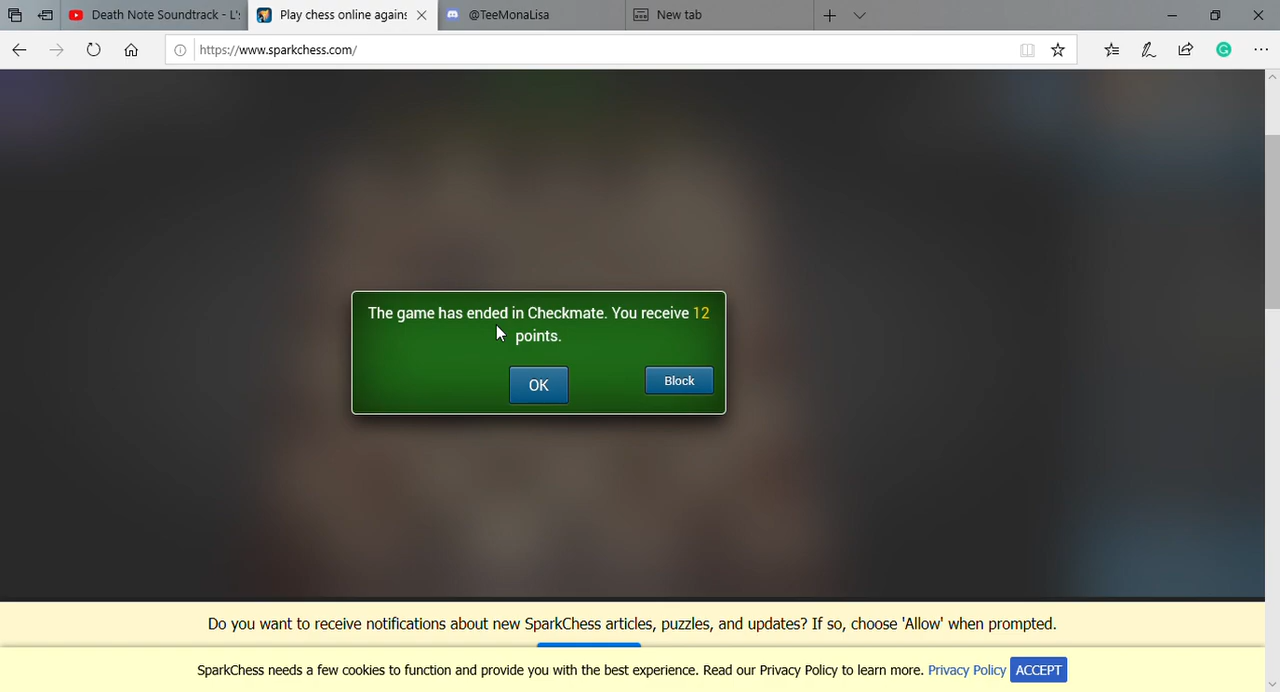 Death Note Soundtrack - L':
Play chess online agains
@TeeMonaLisa
New tab
https://www.sparkchess.com/
The game has ended in Checkmate. You receive 12
points.
OK
Block
Do you want to receive notifications about new SparkChess articles, puzzles, and updates? If so, choose 'Allow' when prompted.
SparkChess needs a few cookies to function and provide you with the best experience. Read our Privacy Policy to learn more. Privacy Policy ACCEPT